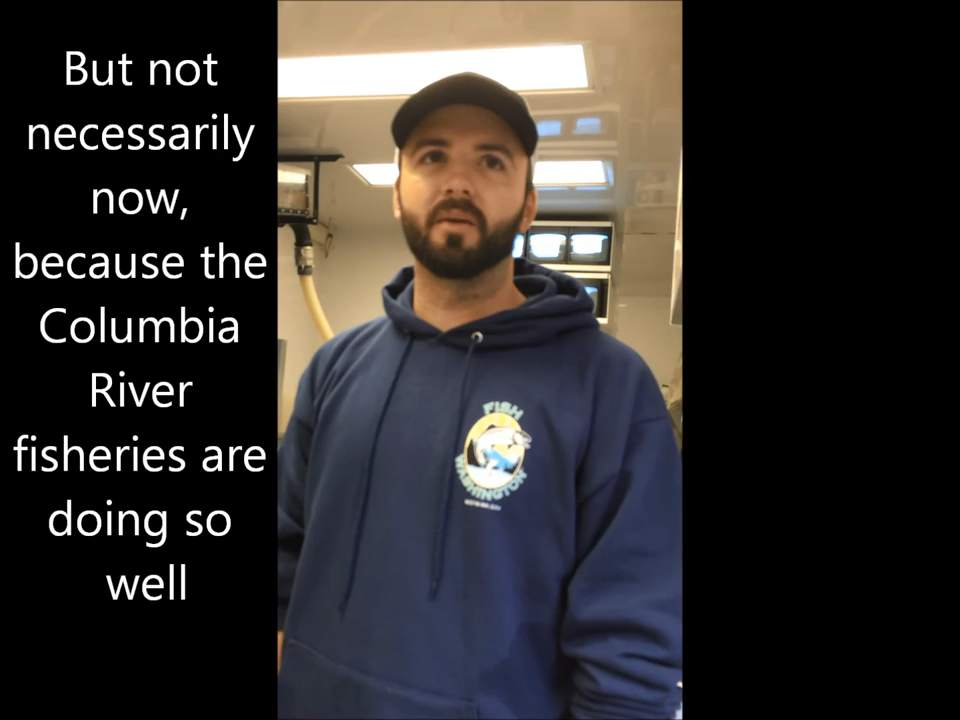 But not
necessarily
now,
because the
Columbia
River
fisheries are
doing so
well
FISH
WASHINGTON